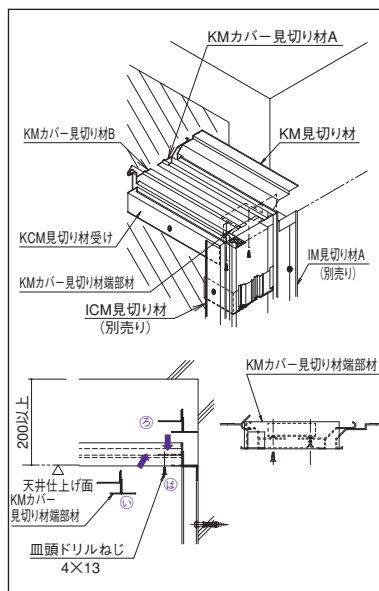 KMカバー見切り材A
KMカバー見切り材B
KM見切り材
KCM見切り材受け
KMカバー見切り材端部材
IM見切り材A
(別売り)
ICM見切り材
(別売り)
KMカバー見切り材端部材
200以上
ろ
は
天井仕上げ面
KMカバー
見切り材端部材
い
皿頭ドリルねじ
4×13